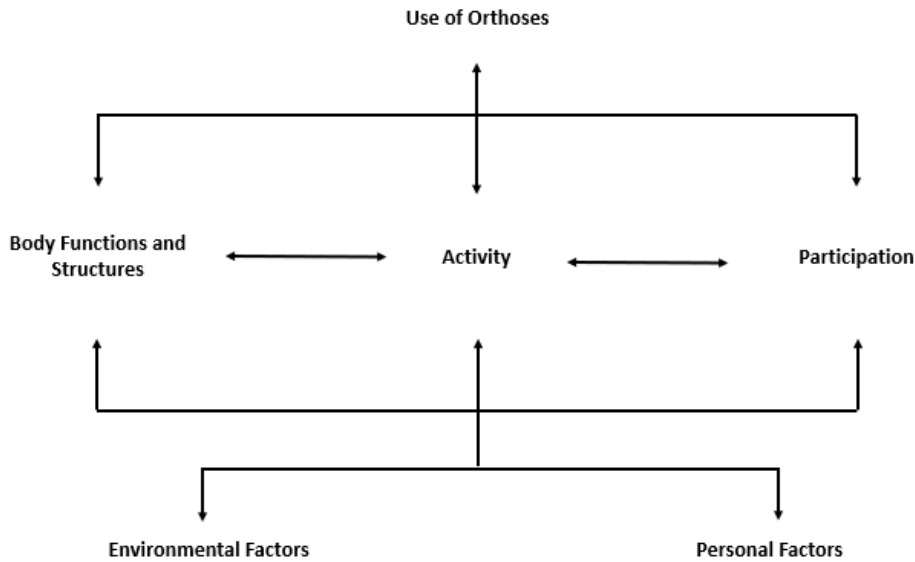 Use of Orthoses
Body Functions and
Structures
Activity
Participation
Environmental Factors
Personal Factors